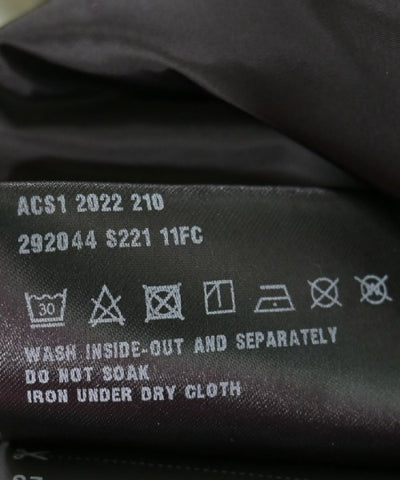 ACS1 2022 210
292044 S221 11FC
30
WASH INSIDE-OUT AND SEPARATELY
DO NOT SOAK
IRON UNDER DRY CLOTH